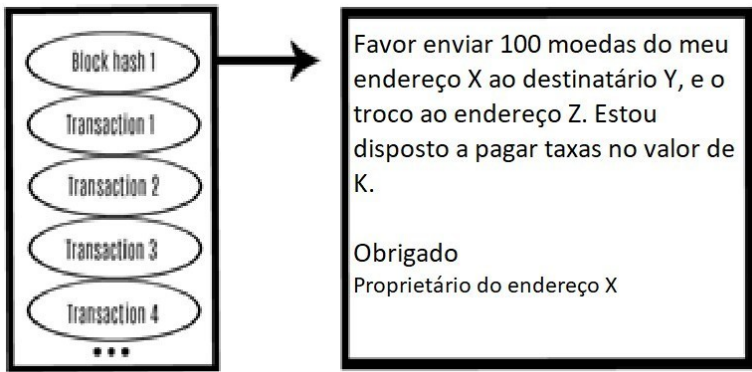 Block hash 1
Transaction 1
Transaction 2
Transaction 3
Transaction 4
•••
Favor enviar 100 moedas do meu
endereço X ao destinatário Y, e o
troco ao endereço Z. Estou
disposto a pagar taxas no valor de
K.
Obrigado
Proprietário do endereço X